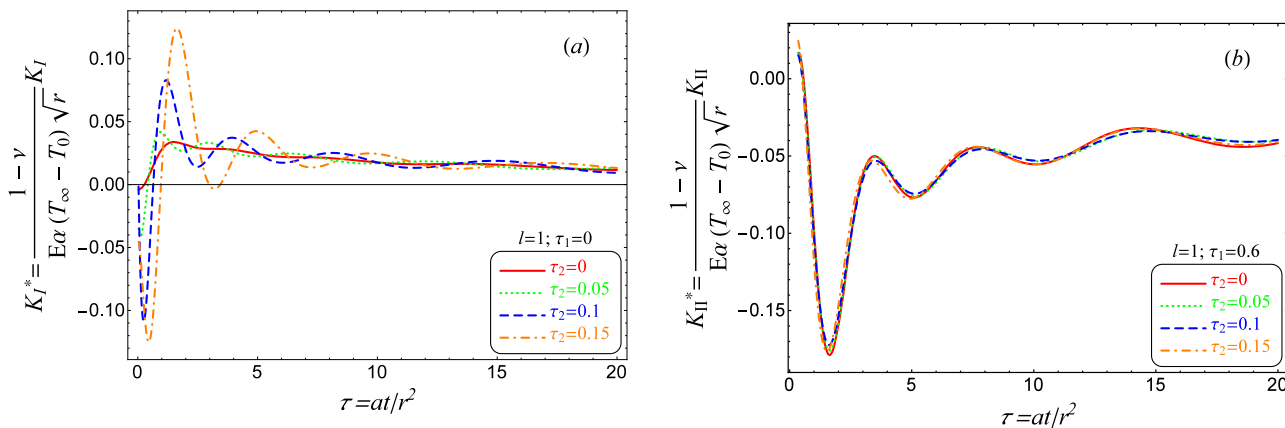 (a)
K_I* = (1 − ν) / (Eα (T∞ − T0) √r) K_I
0.10
0.05
0.00
−0.05
−0.10
l=1; τ1=0
τ2=0
τ2=0.05
τ2=0.1
τ2=0.15
0 5 10 15 20
τ =at/r²
(b)
K_II* = (1 − ν) / (Eα (T∞ − T0) √r) K_II
0.00
−0.05
−0.10
−0.15
l=1; τ1=0.6
τ2=0
τ2=0.05
τ2=0.1
τ2=0.15
0 5 10 15 20
τ =at/r²